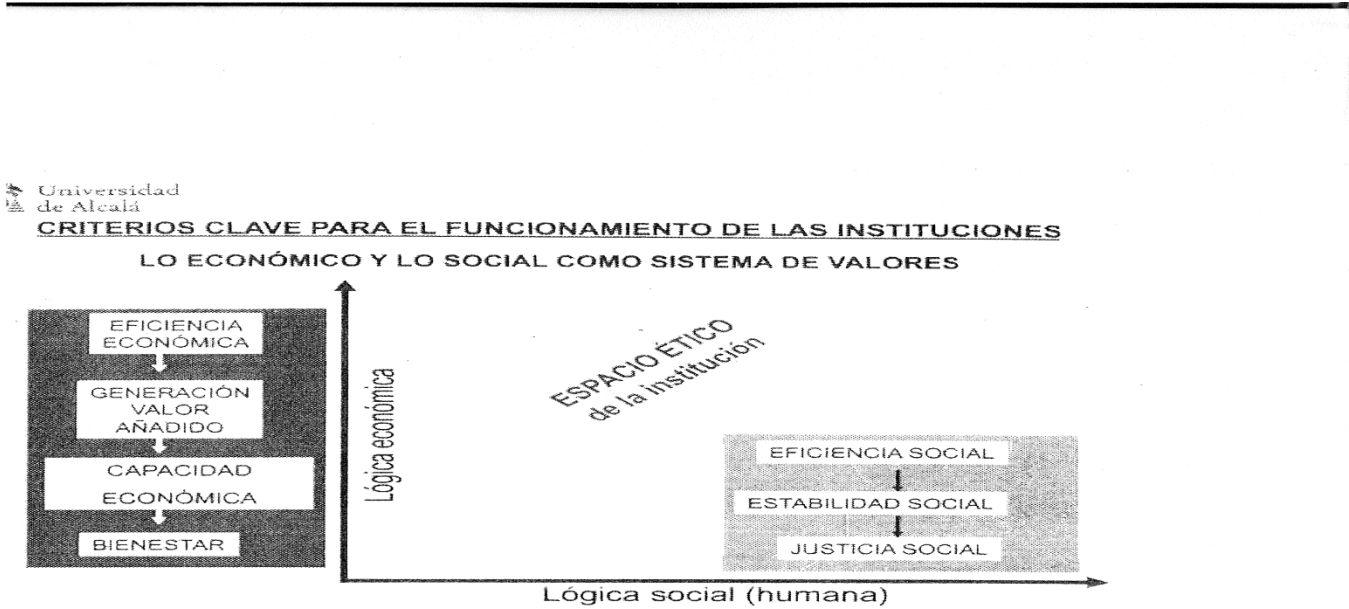 Universidad
de Alcalá
CRITERIOS CLAVE PARA EL FUNCIONAMIENTO DE LAS INSTITUCIONES
LO ECONÓMICO Y LO SOCIAL COMO SISTEMA DE VALORES
EFICIENCIA
ECONÓMICA
GENERACIÓN
VALOR
AÑADIDO
CAPACIDAD
ECONÓMICA
BIENESTAR
Lógica económica
ESPACIO ÉTICO
de la institución
EFICIENCIA SOCIAL
ESTABILIDAD SOCIAL
JUSTICIA SOCIAL
Lógica social (humana)